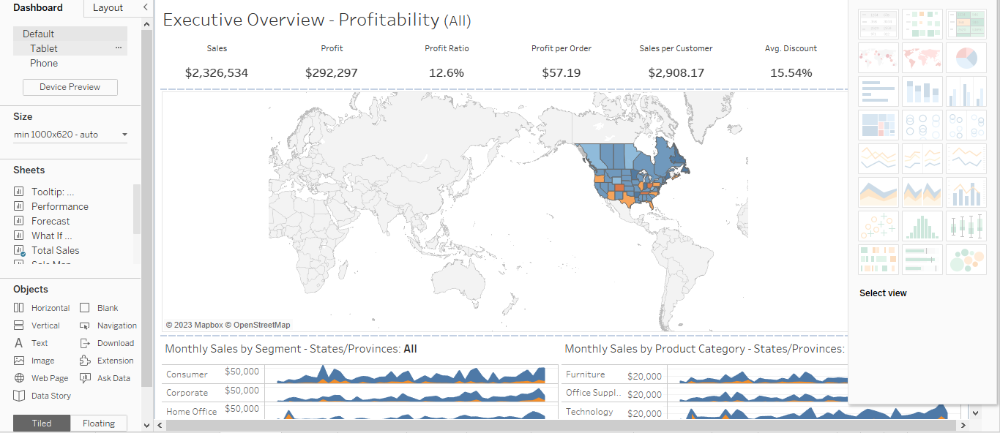 Dashboard
Layout
Default
Tablet
Phone
Device Preview
Size
min 1000x620 - auto
Sheets
Tooltip: ...
Performance
Forecast
What If ...
Total Sales
Objects
Horizontal
Blank
Vertical
Navigation
Text
Download
Image
Extension
Web Page
Ask Data
Data Story
Tiled
Floating
Executive Overview - Profitability (All)
Sales
Profit
Profit Ratio
Profit per Order
Sales per Customer
Avg. Discount
$2,326,534
$292,297
12.6%
$57.19
$2,908.17
15.54%
© 2023 Mapbox © OpenStreetMap
Monthly Sales by Segment - States/Provinces: All
Consumer
$50,000
Corporate
$50,000
Home Office
$50,000
Monthly Sales by Product Category - States/Provinces:
Furniture
$20,000
Office Suppl..
$20,000
Technology
$20,000
Select view